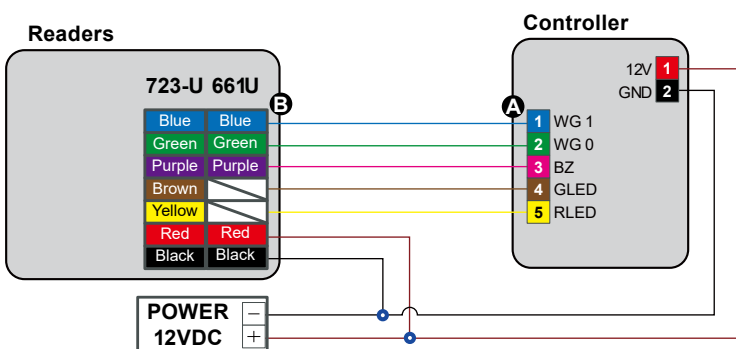 Readers
Controller
723-U 661U
B
A
12V 1
GND 2
Blue Blue
Green Green
Purple Purple
Brown
Yellow
Red Red
Black Black
1 WG 1
2 WG 0
3 BZ
4 GLED
5 RLED
POWER −
12VDC +